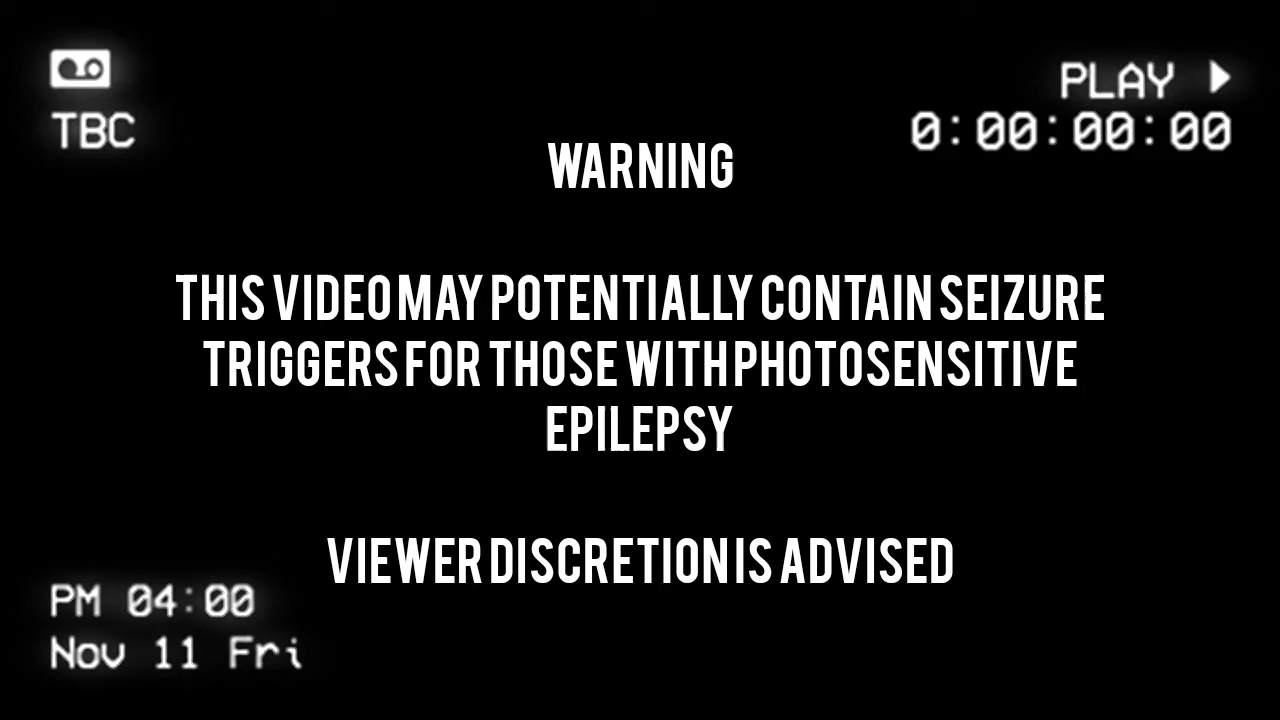 TBC
PLAY
0:00:00:00
WARNING
THIS VIDEO MAY POTENTIALLY CONTAIN SEIZURE
TRIGGERS FOR THOSE WITH PHOTOSENSITIVE
EPILEPSY
VIEWER DISCRETION IS ADVISED
PM 04:00
Nov 11 Fri